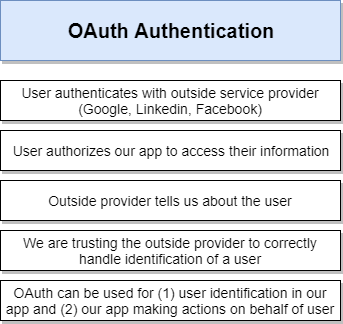 OAuth Authentication
User authenticates with outside service provider
(Google, Linkedin, Facebook)
User authorizes our app to access their information
Outside provider tells us about the user
We are trusting the outside provider to correctly
handle identification of a user
OAuth can be used for (1) user identification in our
app and (2) our app making actions on behalf of user